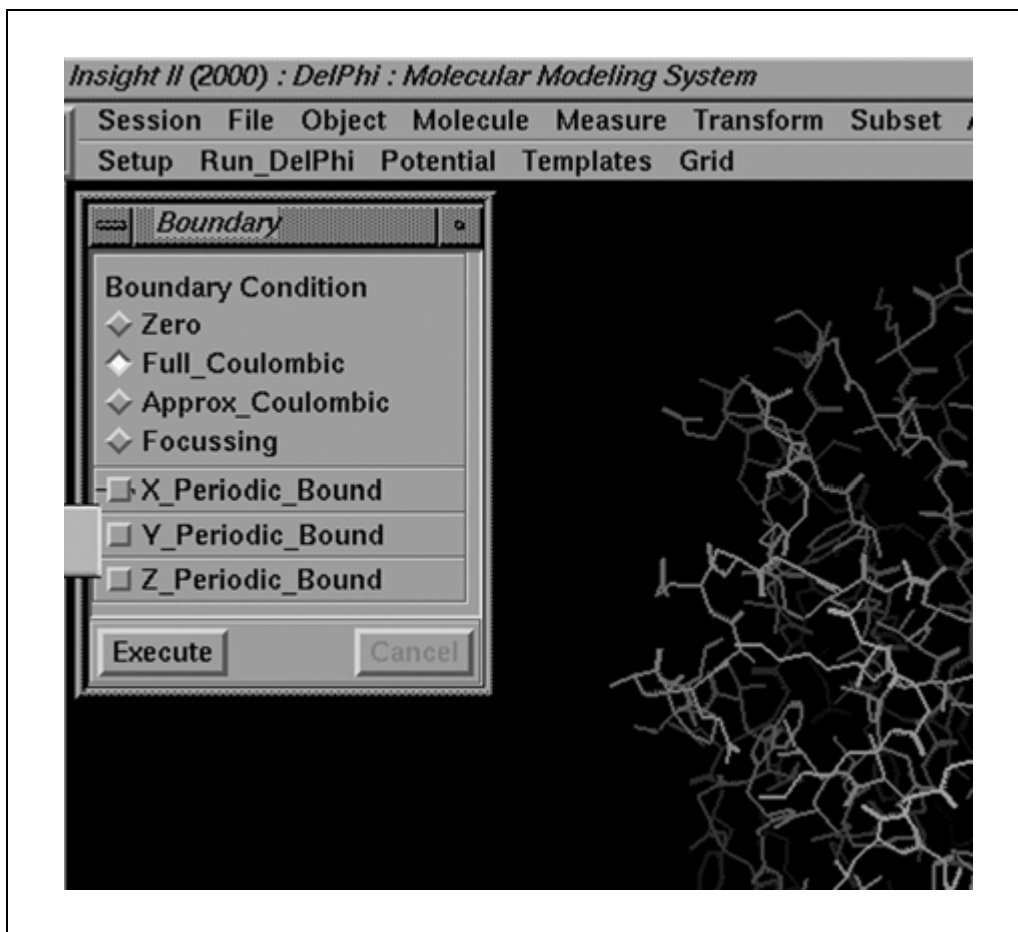 Insight II (2000) : DelPhi : Molecular Modeling System
Session File Object Molecule Measure Transform Subset
Setup Run_DelPhi Potential Templates Grid
Boundary
Boundary Condition
Zero
Full_Coulombic
Approx_Coulombic
Focussing
X_Periodic_Bound
Y_Periodic_Bound
Z_Periodic_Bound
Execute Cancel